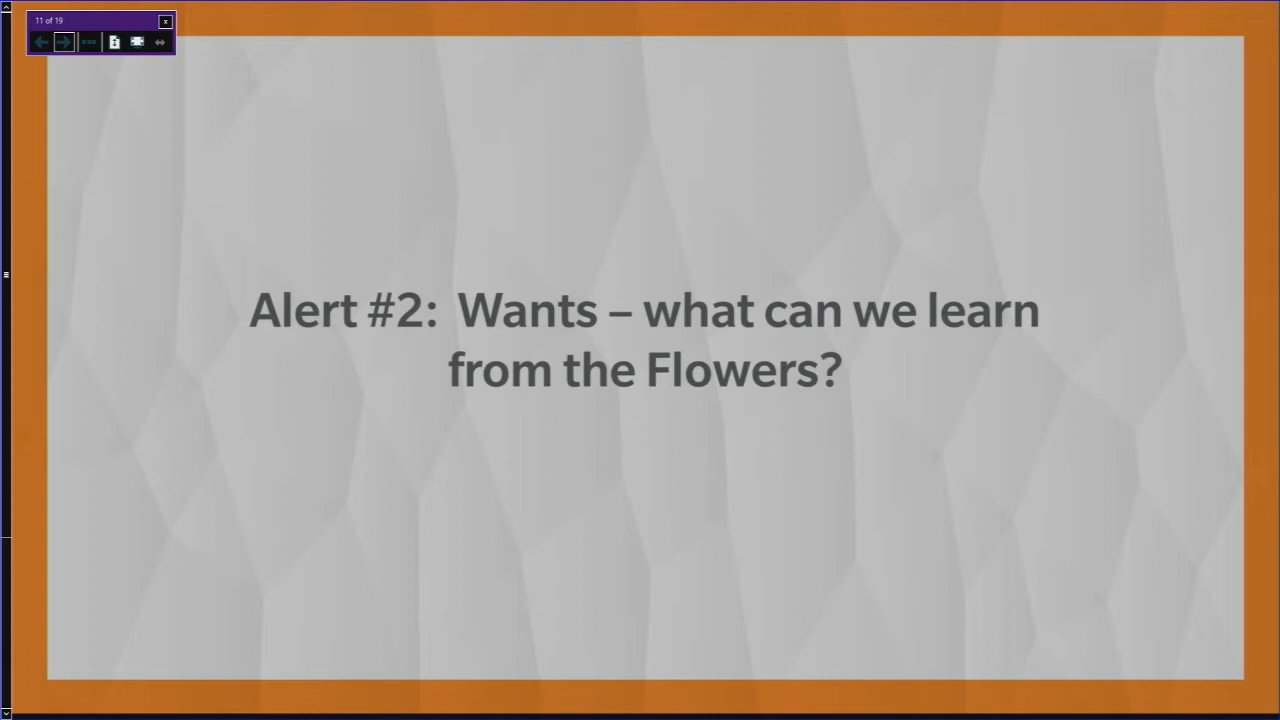 11 of 19
x
Alert #2:  Wants – what can we learn
from the Flowers?